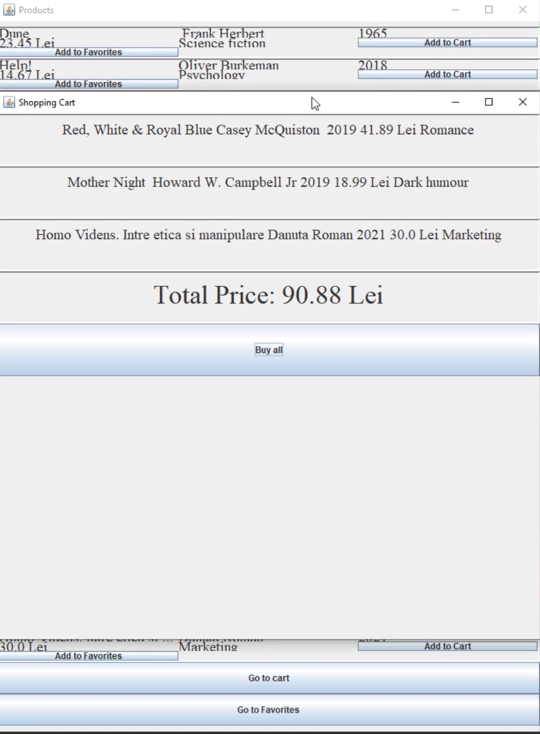 Products
Dune Frank Herbert 1965
23.45 Lei Science fiction Add to Cart
Add to Favorites
Help! Oliver Burkeman 2018
14.67 Lei Psychology Add to Cart
Add to Favorites
Shopping Cart
Red, White & Royal Blue Casey McQuiston 2019 41.89 Lei Romance
Mother Night Howard W. Campbell Jr 2019 18.99 Lei Dark humour
Homo Videns. Intre etica si manipulare Danuta Roman 2021 30.0 Lei Marketing
Total Price: 90.88 Lei
Buy all
30.0 Lei Marketing Add to Cart
Add to Favorites
Go to cart
Go to Favorites